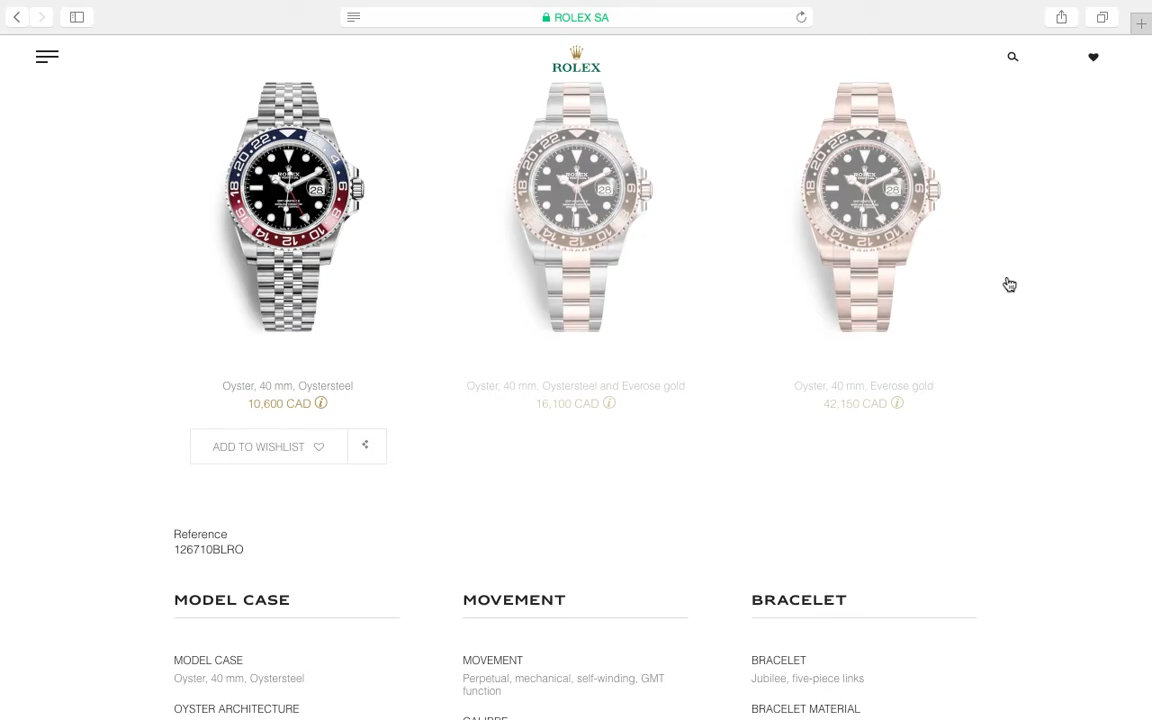 ROLEX SA
ROLEX
Oyster, 40 mm, Oystersteel
10,600 CAD
Oyster, 40 mm, Oystersteel and Everose gold
16,100 CAD
Oyster, 40 mm, Everose gold
42,150 CAD
ADD TO WISHLIST
Reference
126710BLRO
MODEL CASE
MOVEMENT
BRACELET
MODEL CASE
Oyster, 40 mm, Oystersteel
MOVEMENT
Perpetual, mechanical, self-winding, GMT
function
BRACELET
Jubilee, five-piece links
OYSTER ARCHITECTURE
BRACELET MATERIAL